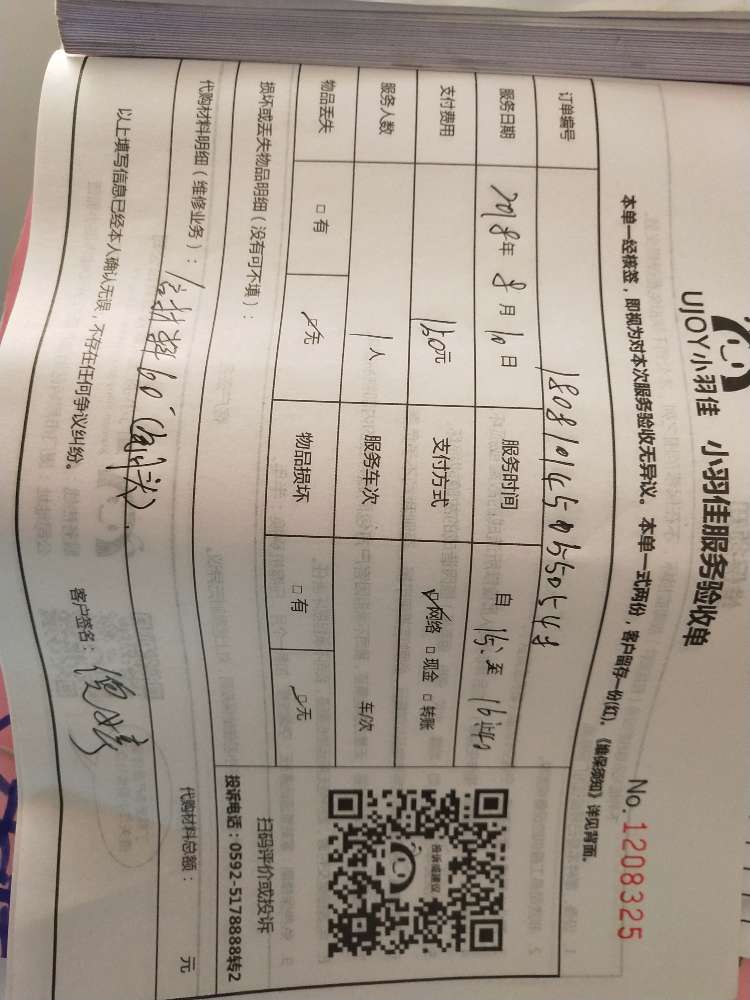 UJOY小羽佳 小羽佳服务验收单
No. 1208325
本单一经核签，即视为对本次服务验收无异议。本单一式两份，客户留存一份(红)。《维保须知》详见背面。
订单编号
服务日期 2018年 8月 10日 服务时间 自 15: 至 16:40
支付费用 150元 支付方式 ☑网络 □现金 □转账
服务人数 1人 服务车次 车/次
物品丢失 □有 ☑无 物品损坏 □有 ☑无
投诉或建议
扫码评价或投诉
投诉电话：0592-5178888转2
损坏或丢失物品明细（没有可不填）：
代购材料明细（维修业务）： 60 代购材料总额： 元
以上填写信息已经本人确认无误，不存在任何争议纠纷。 客户签名：